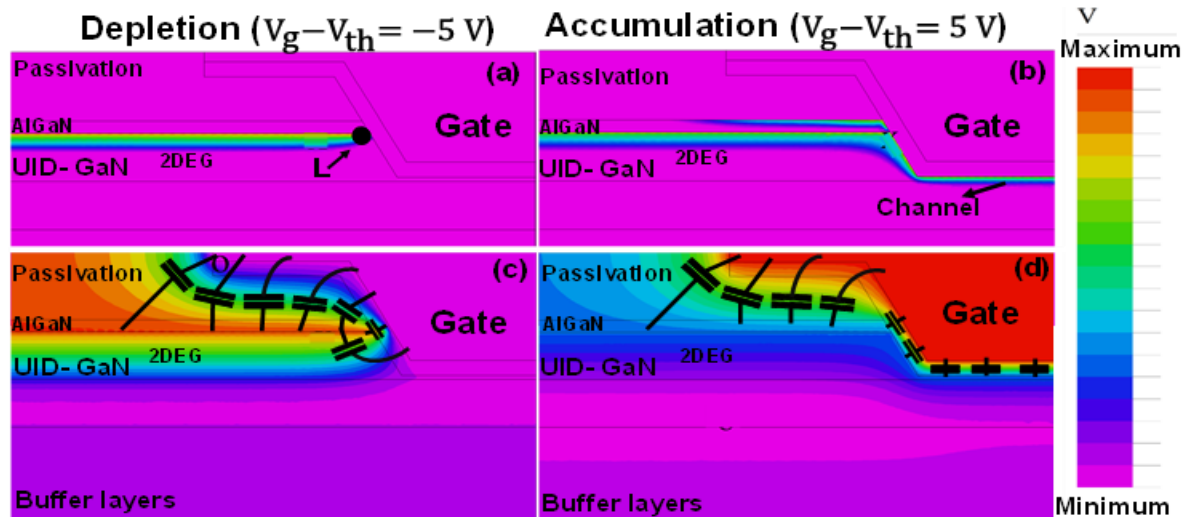 Depletion (Vg−Vth= −5 V)
Accumulation (Vg−Vth= 5 V)
V
Maximum
Passivation
(a)
AlGaN
Gate
2DEG
UID- GaN
L
Passivation
(b)
AlGaN
Gate
2DEG
UID- GaN
Channel
Passivation
(c)
AlGaN
Gate
2DEG
UID- GaN
Buffer layers
Passivation
(d)
AlGaN
Gate
2DEG
UID- GaN
Buffer layers
Minimum